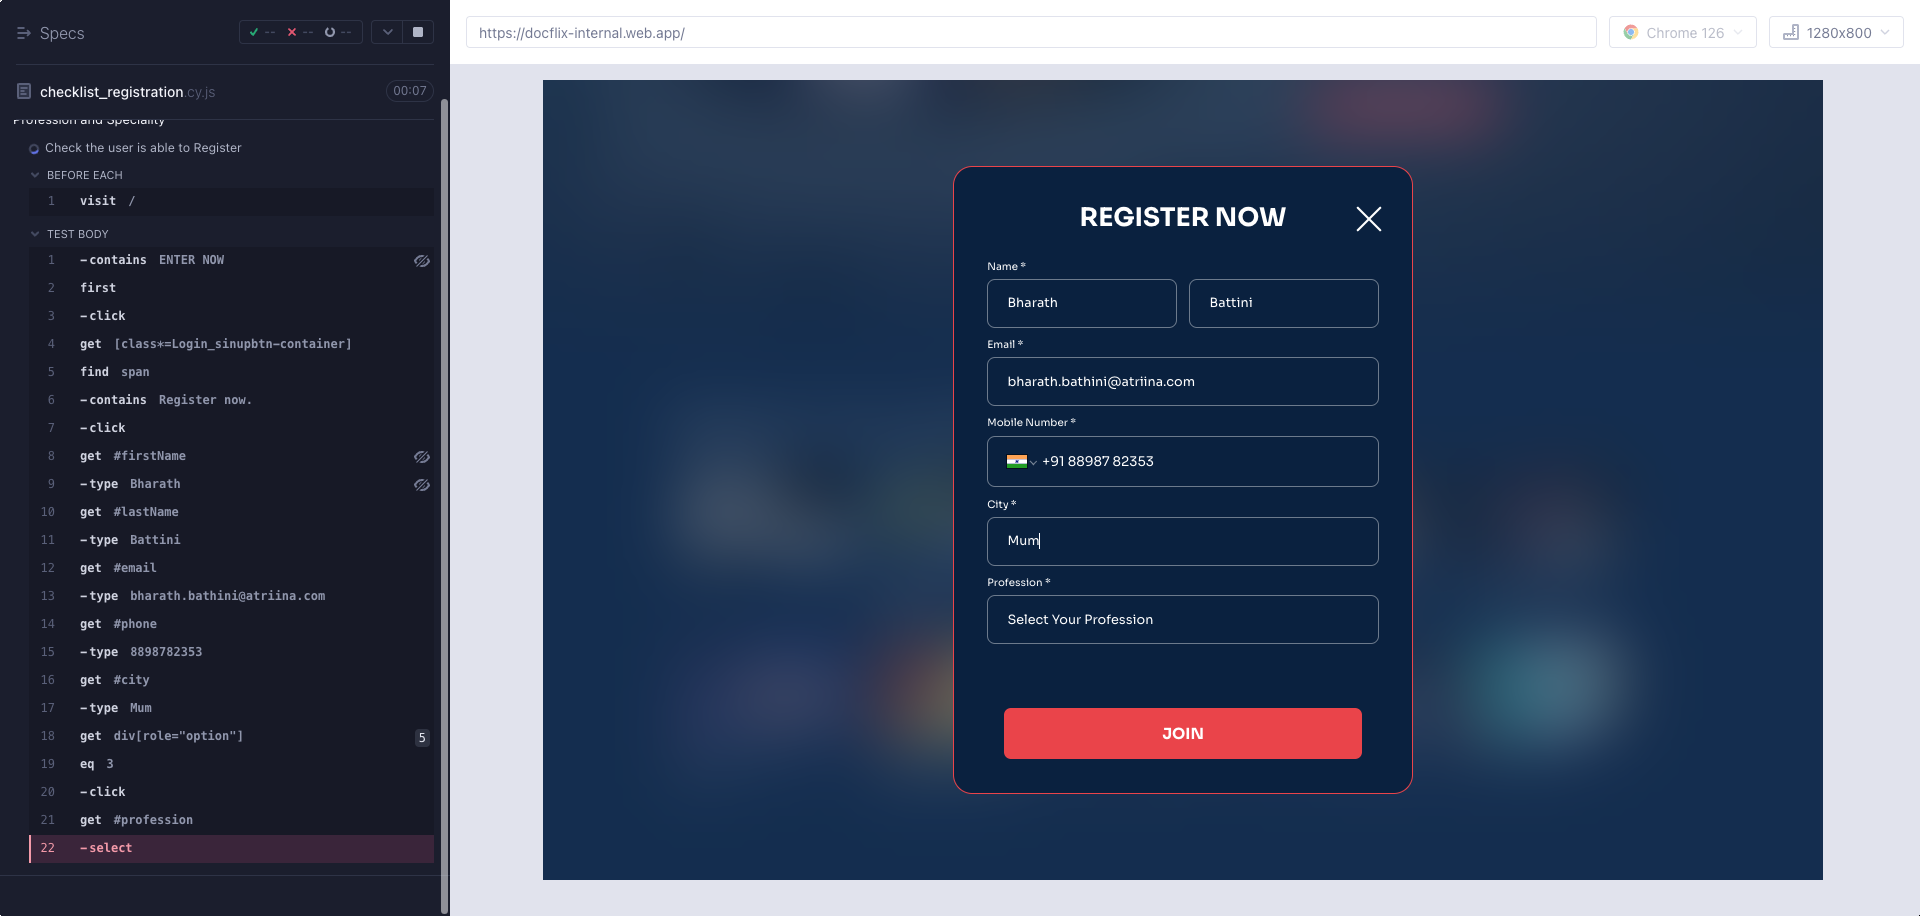 Specs
-- -- --
https://docflix-internal.web.app/
Chrome 126
1280x800
checklist_registration.cy.js
00:07
Profession and Speciality
Check the user is able to Register
BEFORE EACH
1 visit /
TEST BODY
1 -contains ENTER NOW
2 first
3 -click
4 get [class*=Login_sinupbtn-container]
5 find span
6 -contains Register now.
7 -click
8 get #firstName
9 -type Bharath
10 get #lastName
11 -type Battini
12 get #email
13 -type bharath.bathini@atriina.com
14 get #phone
15 -type 8898782353
16 get #city
17 -type Mum
18 get div[role="option"] 5
19 eq 3
20 -click
21 get #profession
22 -select
REGISTER NOW
Name *
Bharath Battini
Email *
bharath.bathini@atriina.com
Mobile Number *
+91 88987 82353
City *
Mum
Profession *
Select Your Profession
JOIN